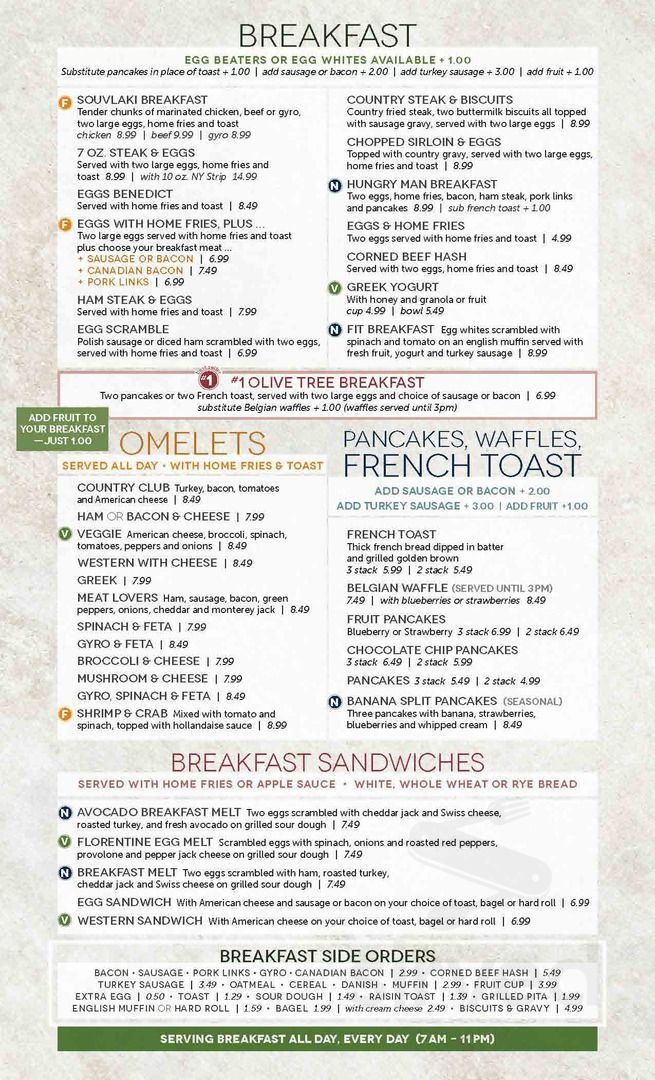 BREAKFAST
EGG BEATERS OR EGG WHITES AVAILABLE + 1.00
Substitute pancakes in place of toast + 1.00 | add sausage or bacon + 2.00 | add turkey sausage + 3.00 | add fruit + 1.00
F SOUVLAKI BREAKFAST
Tender chunks of marinated chicken, beef or gyro,
two large eggs, home fries and toast
chicken 8.99 | beef 9.99 | gyro 8.99
7 OZ. STEAK & EGGS
Served with two large eggs, home fries and
toast 8.99 | with 10 oz. NY Strip 14.99
EGGS BENEDICT
Served with home fries and toast | 8.49
F EGGS WITH HOME FRIES, PLUS ...
Two large eggs served with home fries and toast
plus choose your breakfast meat ...
+ SAUSAGE OR BACON | 6.99
+ CANADIAN BACON | 7.49
+ PORK LINKS | 6.99
HAM STEAK & EGGS
Served with home fries and toast | 7.99
EGG SCRAMBLE
Polish sausage or diced ham scrambled with two eggs,
served with home fries and toast | 6.99
COUNTRY STEAK & BISCUITS
Country fried steak, two buttermilk biscuits all topped
with sausage gravy, served with two large eggs | 8.99
CHOPPED SIRLOIN & EGGS
Topped with country gravy, served with two large eggs,
home fries and toast | 8.99
N HUNGRY MAN BREAKFAST
Two eggs, home fries, bacon, ham steak, pork links
and pancakes 8.99 | sub french toast + 1.00
EGGS & HOME FRIES
Two eggs served with home fries and toast | 4.99
CORNED BEEF HASH
Served with two eggs, home fries and toast | 8.49
V GREEK YOGURT
With honey and granola or fruit
cup 4.99 | bowl 5.49
N FIT BREAKFAST Egg whites scrambled with
spinach and tomato on an english muffin served with
fresh fruit, yogurt and turkey sausage | 8.99
#1
#1 OLIVE TREE BREAKFAST
Two pancakes or two French toast, served with two large eggs and choice of sausage or bacon | 6.99
substitute Belgian waffles + 1.00 (waffles served until 3pm)
ADD FRUIT TO
YOUR BREAKFAST
—JUST 1.00
OMELETS
SERVED ALL DAY • WITH HOME FRIES & TOAST
COUNTRY CLUB Turkey, bacon, tomatoes
and American cheese | 8.49
HAM OR BACON & CHEESE | 7.99
V VEGGIE American cheese, broccoli, spinach,
tomatoes, peppers and onions | 8.49
WESTERN WITH CHEESE | 8.49
GREEK | 7.99
MEAT LOVERS Ham, sausage, bacon, green
peppers, onions, cheddar and monterey jack | 8.49
SPINACH & FETA | 7.99
GYRO & FETA | 8.49
BROCCOLI & CHEESE | 7.99
MUSHROOM & CHEESE | 7.99
GYRO, SPINACH & FETA | 8.49
F SHRIMP & CRAB Mixed with tomato and
spinach, topped with hollandaise sauce | 8.99
PANCAKES, WAFFLES,
FRENCH TOAST
ADD SAUSAGE OR BACON + 2.00
ADD TURKEY SAUSAGE + 3.00 | ADD FRUIT +1.00
FRENCH TOAST
Thick french bread dipped in batter
and grilled golden brown
3 stack 5.99 | 2 stack 5.49
BELGIAN WAFFLE (SERVED UNTIL 3PM)
7.49 | with blueberries or strawberries 8.49
FRUIT PANCAKES
Blueberry or Strawberry 3 stack 6.99 | 2 stack 6.49
CHOCOLATE CHIP PANCAKES
3 stack 6.49 | 2 stack 5.99
PANCAKES 3 stack 5.49 | 2 stack 4.99
N BANANA SPLIT PANCAKES (SEASONAL)
Three pancakes with banana, strawberries,
blueberries and whipped cream | 8.49
BREAKFAST SANDWICHES
SERVED WITH HOME FRIES OR APPLE SAUCE • WHITE, WHOLE WHEAT OR RYE BREAD
N AVOCADO BREAKFAST MELT Two eggs scrambled with cheddar jack and Swiss cheese,
roasted turkey, and fresh avocado on grilled sour dough | 7.49
V FLORENTINE EGG MELT Scrambled eggs with spinach, onions and roasted red peppers,
provolone and pepper jack cheese on grilled sour dough | 7.49
N BREAKFAST MELT Two eggs scrambled with ham, roasted turkey,
cheddar jack and Swiss cheese on grilled sour dough | 7.49
EGG SANDWICH With American cheese and sausage or bacon on your choice of toast, bagel or hard roll | 6.99
V WESTERN SANDWICH With American cheese on your choice of toast, bagel or hard roll | 6.99
BREAKFAST SIDE ORDERS
BACON • SAUSAGE • PORK LINKS • GYRO • CANADIAN BACON | 2.99 • CORNED BEEF HASH | 5.49
TURKEY SAUSAGE | 3.49 • OATMEAL • CEREAL • DANISH • MUFFIN | 2.99 • FRUIT CUP | 3.99
EXTRA EGG | 0.50 • TOAST | 1.29 • SOUR DOUGH | 1.49 • RAISIN TOAST | 1.39 • GRILLED PITA | 1.99
ENGLISH MUFFIN OR HARD ROLL | 1.59 • BAGEL 1.99 | with cream cheese 2.49 • BISCUITS & GRAVY | 4.99
SERVING BREAKFAST ALL DAY, EVERY DAY (7AM – 11PM)